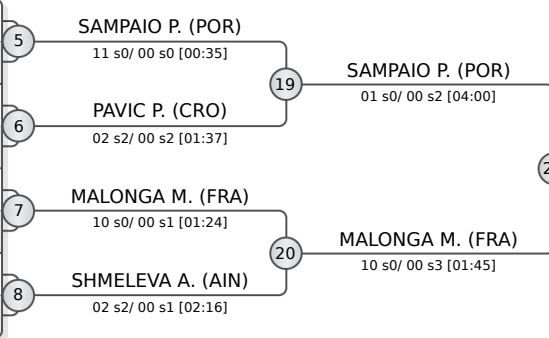 SAMPAIO P. (POR)
5
11 s0/ 00 s0 [00:35]
19
SAMPAIO P. (POR)
01 s0/ 00 s2 [04:00]
PAVIC P. (CRO)
6
02 s2/ 00 s2 [01:37]
MALONGA M. (FRA)
7
10 s0/ 00 s1 [01:24]
20
MALONGA M. (FRA)
10 s0/ 00 s3 [01:45]
SHMELEVA A. (AIN)
8
02 s2/ 00 s1 [02:16]